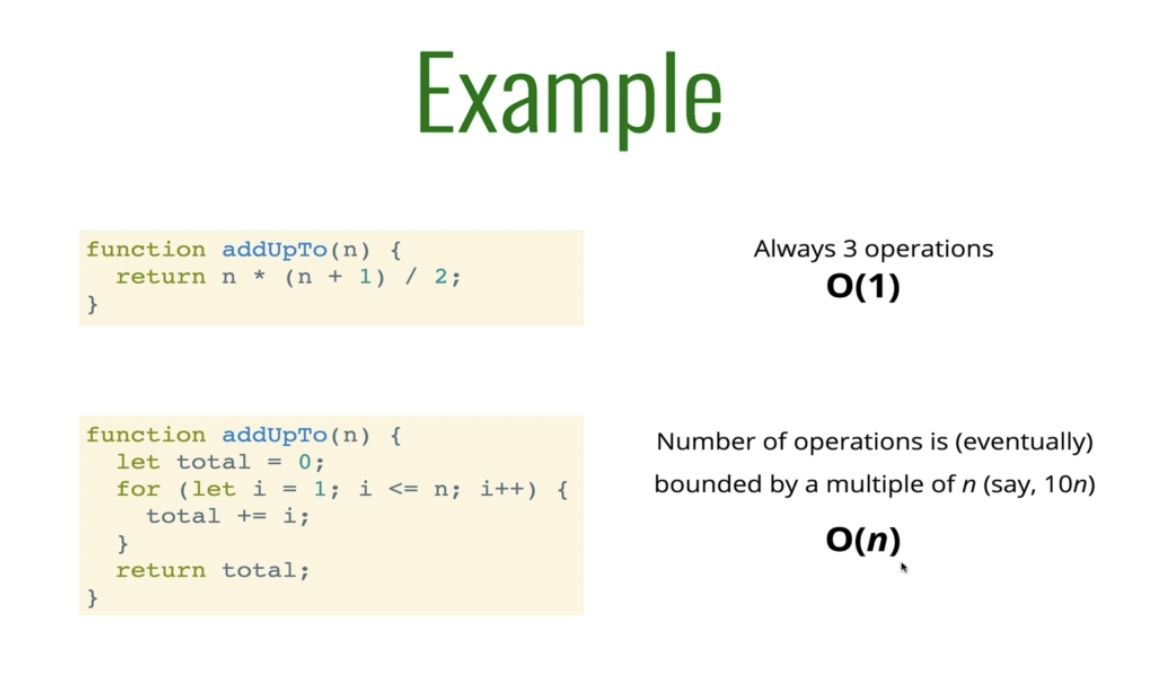 Example
function addUpTo(n) {
  return n * (n + 1) / 2;
}
Always 3 operations
O(1)
function addUpTo(n) {
  let total = 0;
  for (let i = 1; i <= n; i++) {
    total += i;
  }
  return total;
}
Number of operations is (eventually)
bounded by a multiple of n (say, 10n)
O(n)